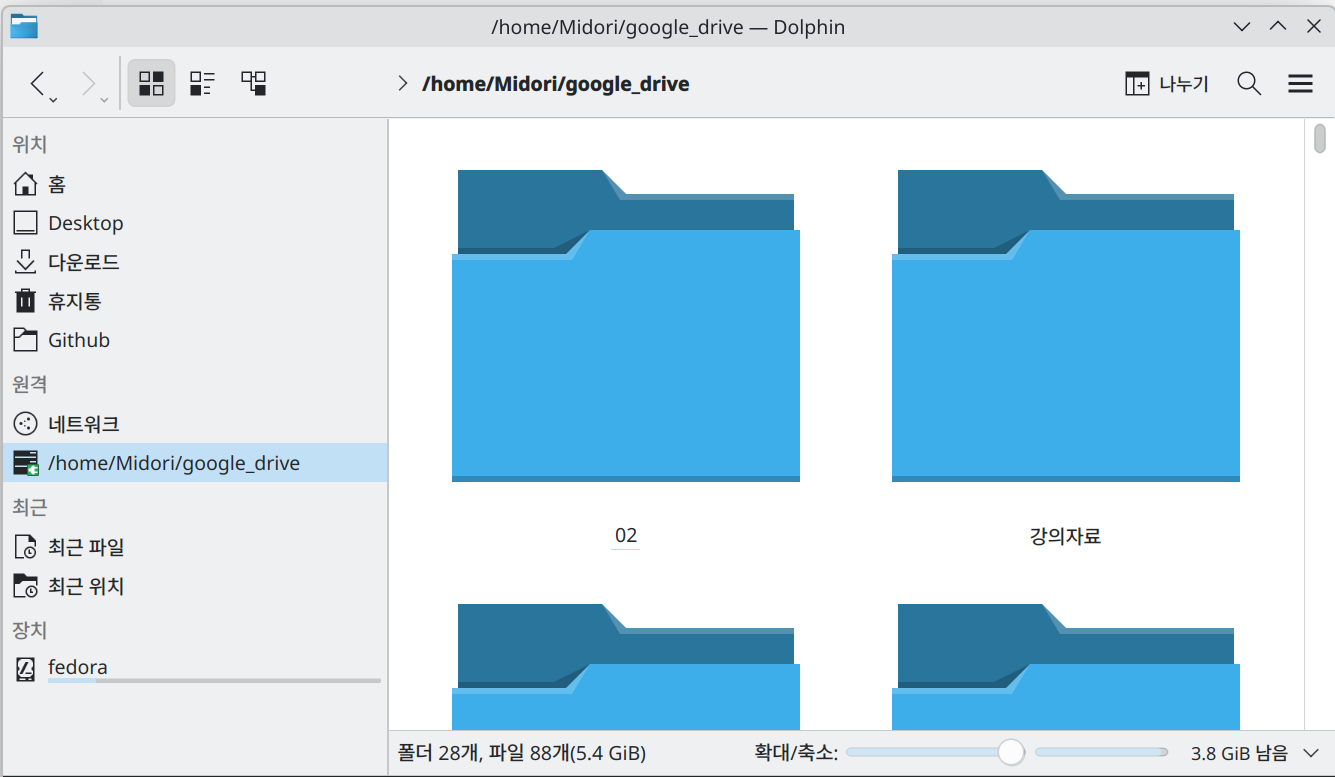 /home/Midori/google_drive — Dolphin
/home/Midori/google_drive
나누기
위치
홈
Desktop
다운로드
휴지통
Github
원격
네트워크
/home/Midori/google_drive
최근
최근 파일
최근 위치
장치
fedora
02
강의자료
폴더 28개, 파일 88개(5.4 GiB)
확대/축소:
3.8 GiB 남음